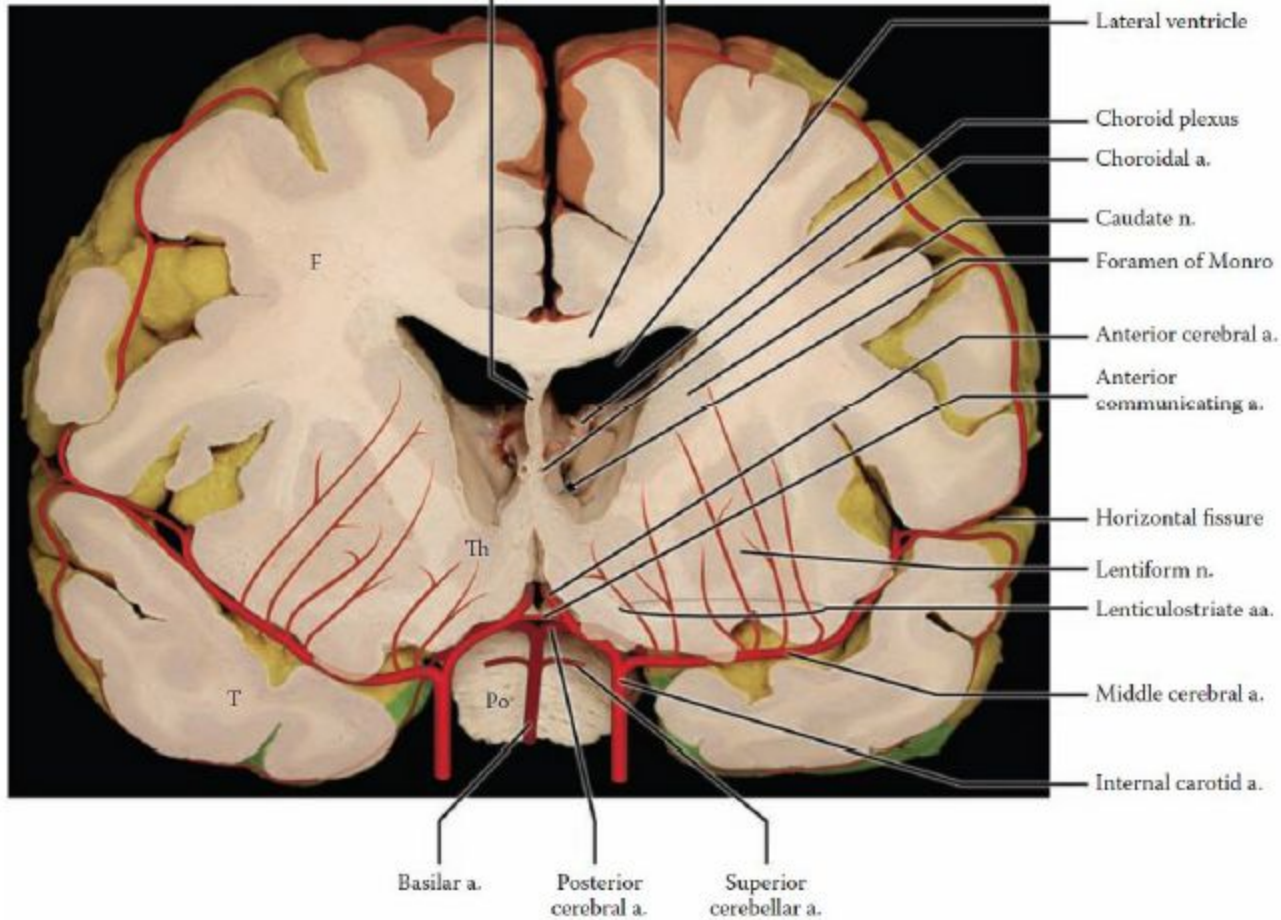 Lateral ventricle
Choroid plexus
Choroidal a.
Caudate n.
Foramen of Monro
Anterior cerebral a.
Anterior
communicating a.
Horizontal fissure
Lentiform n.
Lenticulostriate aa.
Middle cerebral a.
Internal carotid a.
F
Th
T
Po
Basilar a.
Posterior
cerebral a.
Superior
cerebellar a.